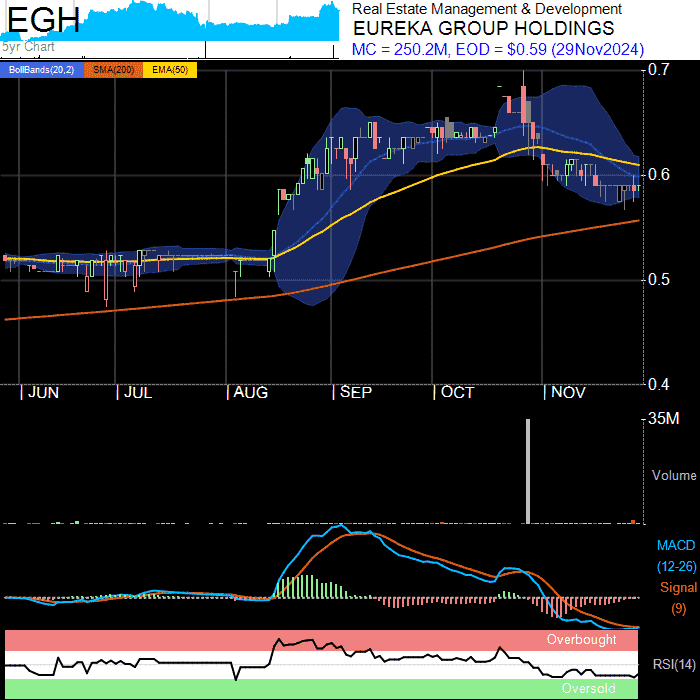 EGH
5yr Chart
Real Estate Management & Development
EUREKA GROUP HOLDINGS
MC = 250.2M, EOD = $0.59 (29Nov2024)
BollBands(20,2) SMA(200) EMA(50)
0.7
0.6
0.5
0.4
JUN JUL AUG SEP OCT NOV
35M
Volume
MACD
(12-26)
Signal
(9)
Overbought
RSI(14)
Oversold